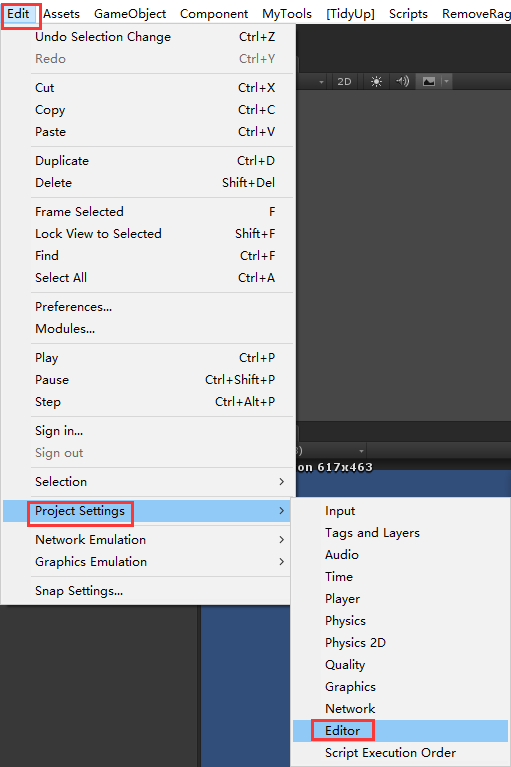 Edit Assets GameObject Component MyTools [TidyUp] Scripts RemoveRag
Undo Selection Change Ctrl+Z
Redo Ctrl+Y
2D
Cut Ctrl+X
Copy Ctrl+C
Paste Ctrl+V
Duplicate Ctrl+D
Delete Shift+Del
Frame Selected F
Lock View to Selected Shift+F
Find Ctrl+F
Select All Ctrl+A
Preferences...
Modules...
Play Ctrl+P
Pause Ctrl+Shift+P
Step Ctrl+Alt+P
Sign in...
Sign out
on 617x463
Selection
Project Settings
Network Emulation
Graphics Emulation
Snap Settings...
Input
Tags and Layers
Audio
Time
Player
Physics
Physics 2D
Quality
Graphics
Network
Editor
Script Execution Order